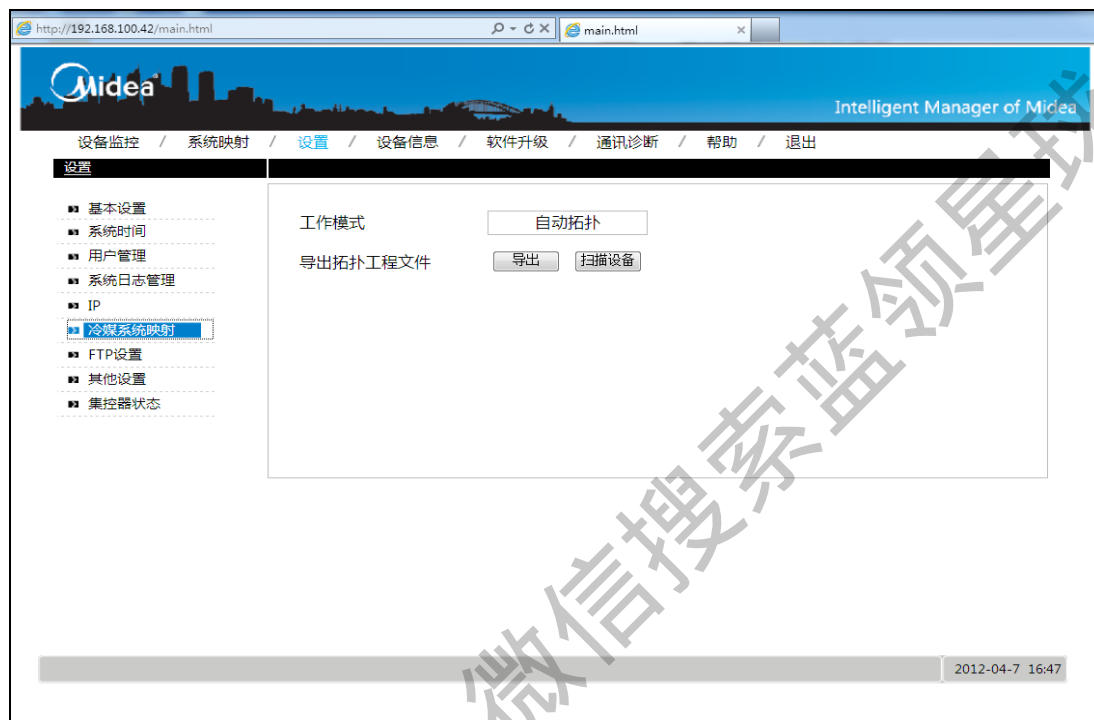 http://192.168.100.42/main.html
main.html
Midea
Intelligent Manager of Midea
设备监控 / 系统映射 / 设置 / 设备信息 / 软件升级 / 通讯诊断 / 帮助 / 退出
设置
基本设置
系统时间
用户管理
系统日志管理
IP
冷媒系统映射
FTP设置
其他设置
集控器状态
工作模式 自动拓扑
导出拓扑工程文件 导出 扫描设备
2012-04-7 16:47
微信搜索蓝领星球